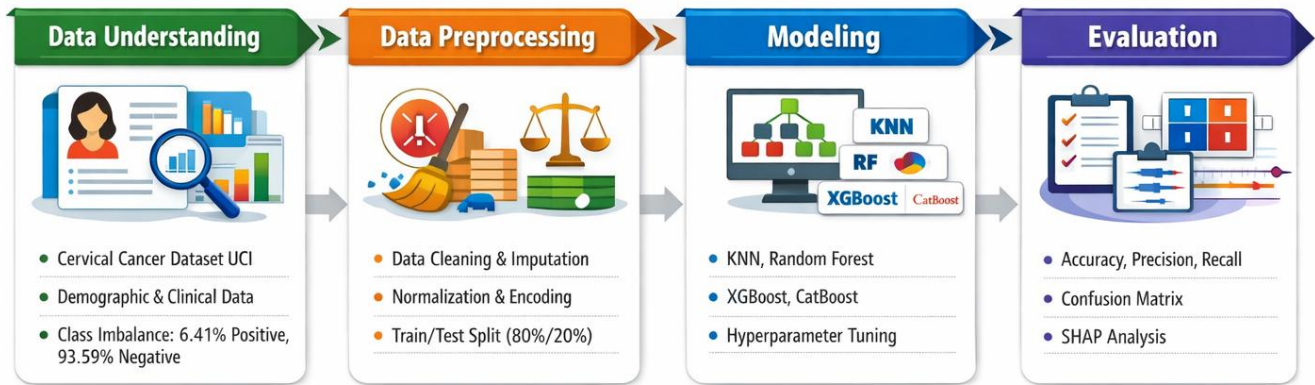 Data Understanding
Data Preprocessing
Modeling
Evaluation
KNN
RF
XGBoost
CatBoost
• Cervical Cancer Dataset UCI
• Demographic & Clinical Data
• Class Imbalance: 6.41% Positive,
93.59% Negative
• Data Cleaning & Imputation
• Normalization & Encoding
• Train/Test Split (80%/20%)
• KNN, Random Forest
• XGBoost, CatBoost
• Hyperparameter Tuning
• Accuracy, Precision, Recall
• Confusion Matrix
• SHAP Analysis